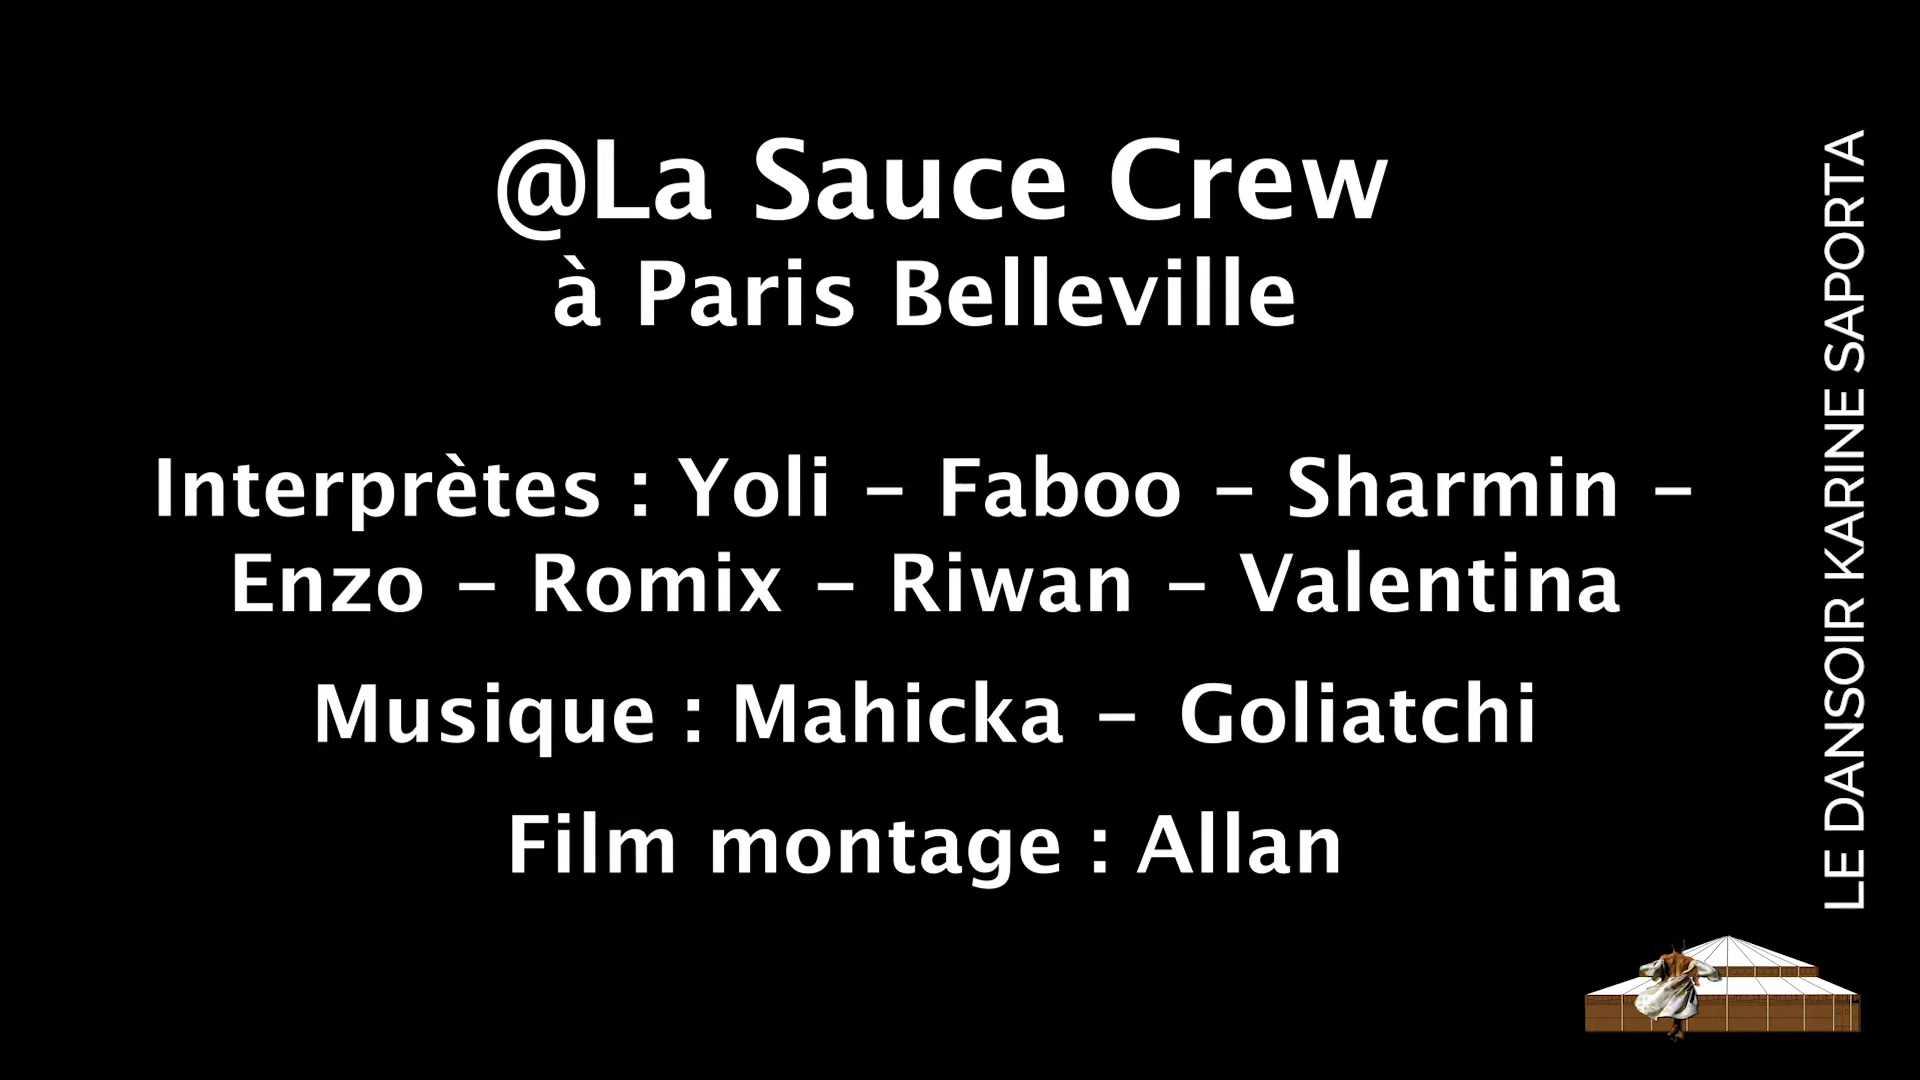 @La Sauce Crew
à Paris Belleville
Interprètes : Yoli - Faboo - Sharmin -
Enzo - Romix - Riwan - Valentina
Musique : Mahicka - Goliatchi
Film montage : Allan
LE DANSOIR KARINE SAPORTA